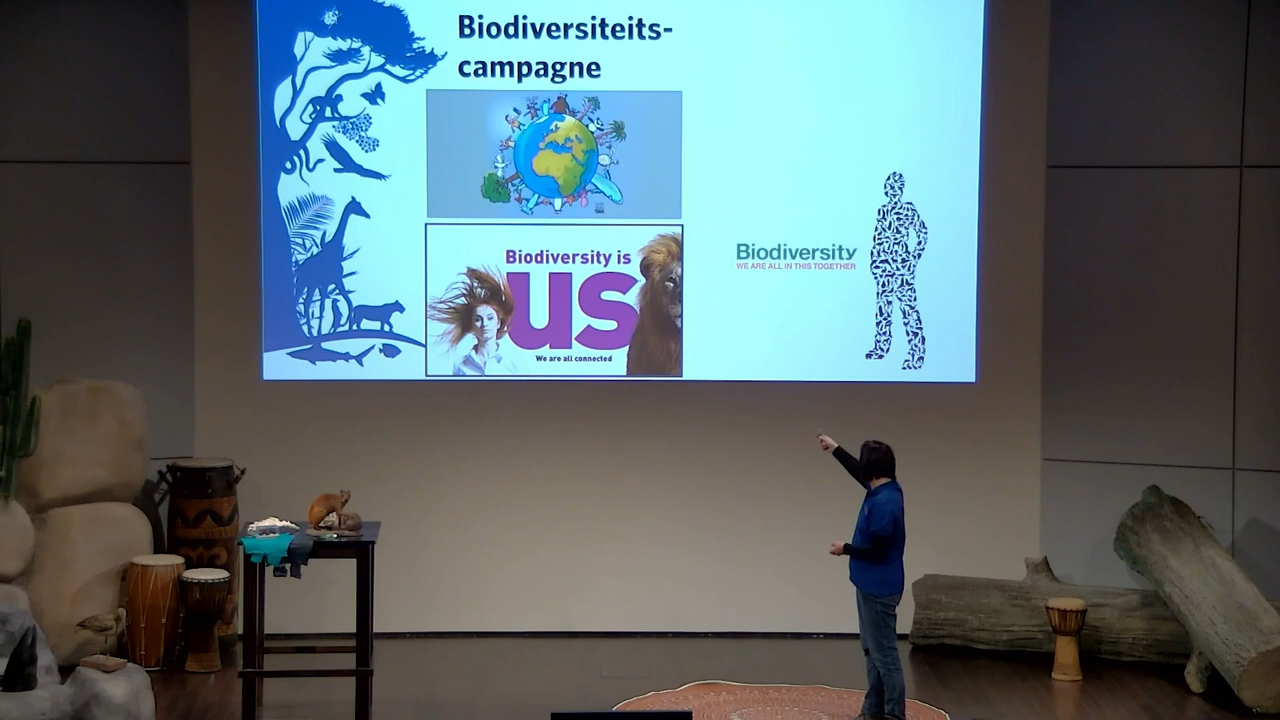 Biodiversiteits-
campagne
Biodiversity is
us
We are all connected
Biodiversity
WE ARE ALL IN THIS TOGETHER